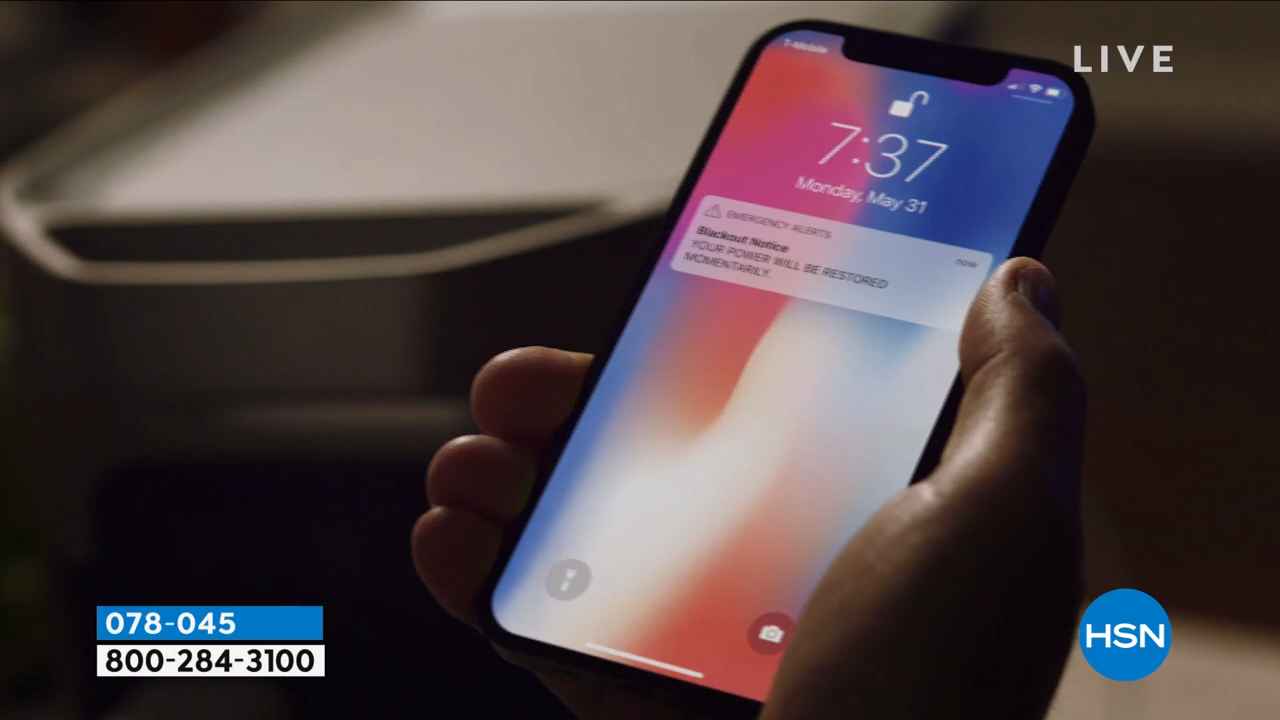 LIVE
T-Mobile
7:37
Monday, May 31
EMERGENCY ALERTS
now
Blackout Notice
YOUR POWER WILL BE RESTORED
MOMENTARILY.
078-045
800-284-3100
HSN